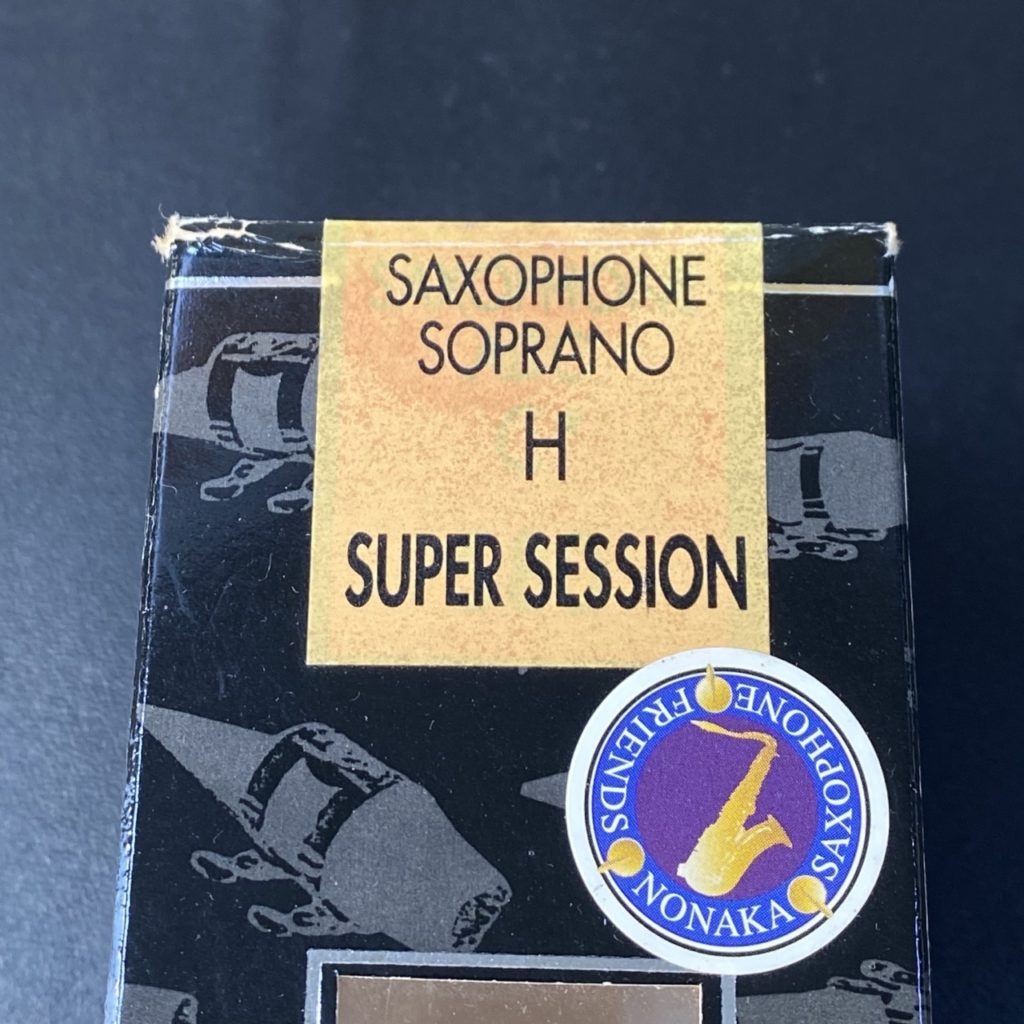 SAXOPHONE
SOPRANO
H
SUPER SESSION
NONAKA SAXOPHONE FRIENDS